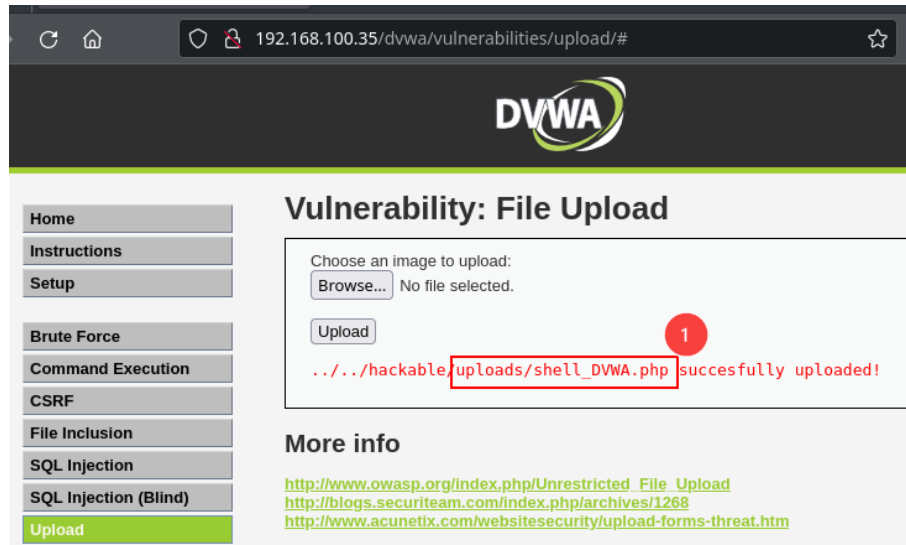 192.168.100.35/dvwa/vulnerabilities/upload/#
DVWA
Home
Instructions
Setup
Brute Force
Command Execution
CSRF
File Inclusion
SQL Injection
SQL Injection (Blind)
Upload
Vulnerability: File Upload
Choose an image to upload:
Browse... No file selected.
Upload
1
../../hackable/uploads/shell_DVWA.php succesfully uploaded!
More info
http://www.owasp.org/index.php/Unrestricted_File_Upload
http://blogs.securiteam.com/index.php/archives/1268
http://www.acunetix.com/websitesecurity/upload-forms-threat.htm